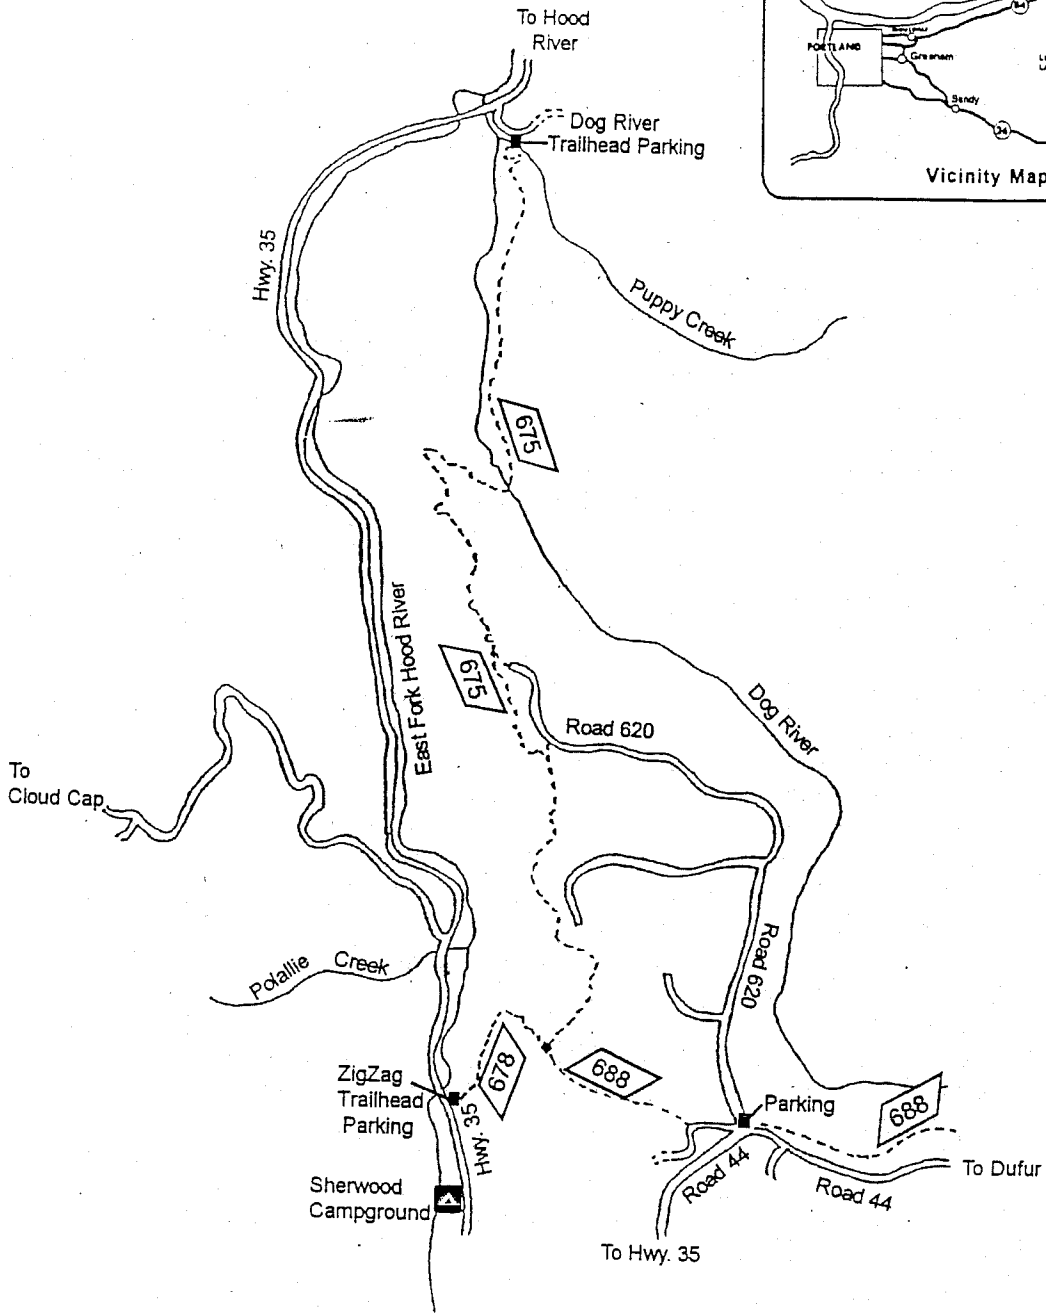 To Hood
River
PORTLAND
Gresham
Sandy
84
26
Vicinity Map
Dog River
Trailhead Parking
Hwy. 35
Puppy Creek
675
East Fork Hood River
675
Road 620
Dog River
To
Cloud Cap
Road 620
Polallie Creek
678
688
ZigZag
Trailhead
Parking
Hwy. 35
Parking
688
Sherwood
Campground
Road 44
Road 44
To Dufur
To Hwy. 35